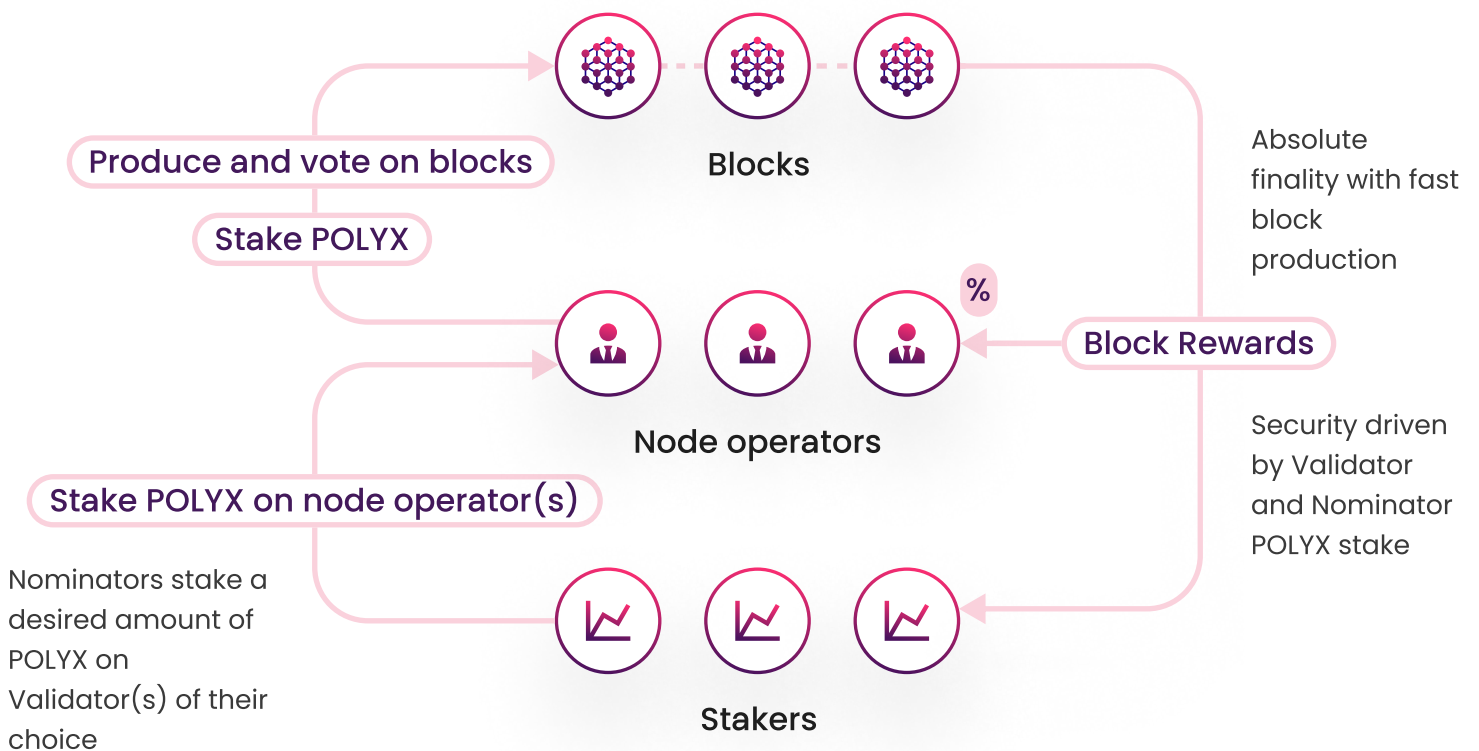 Blocks
Produce and vote on blocks
Stake POLYX
Absolute
finality with fast
block
production
%
Block Rewards
Node operators
Security driven
by Validator
and Nominator
POLYX stake
Stake POLYX on node operator(s)
Nominators stake a
desired amount of
POLYX on
Validator(s) of their
choice
Stakers